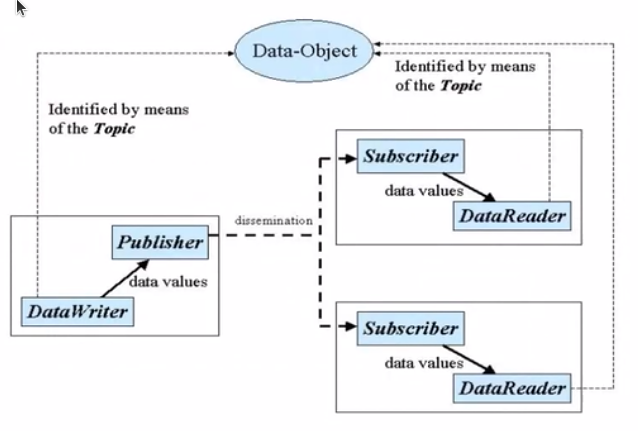 Data-Object
Identified by means
of the Topic
Identified by means
of the Topic
Subscriber
data values
DataReader
dissemination
Publisher
data values
DataWriter
Subscriber
data values
DataReader